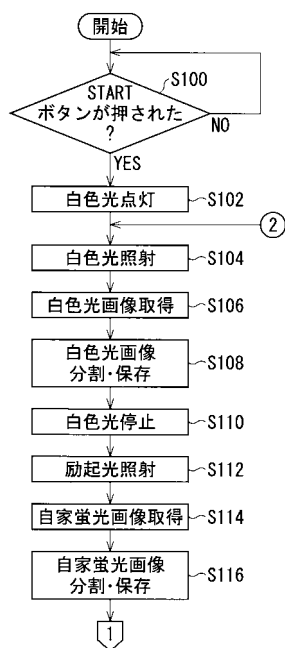 開始
S100
START
ボタンが押された
?
NO
YES
白色光点灯 S102
2
白色光照射 S104
白色光画像取得 S106
白色光画像
分割・保存 S108
白色光停止 S110
励起光照射 S112
自家蛍光画像取得 S114
自家蛍光画像
分割・保存 S116
1